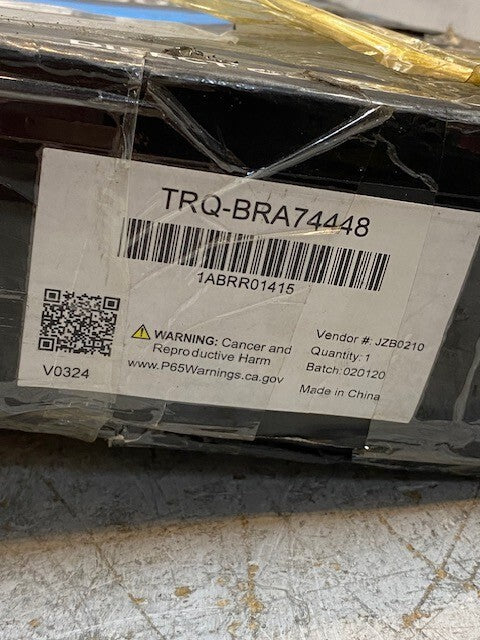 TRQ-BRA74448
1ABRR01415
WARNING: Cancer and
Reproductive Harm
www.P65Warnings.ca.gov
V0324
Vendor #: JZB0210
Quantity: 1
Batch:020120
Made in China